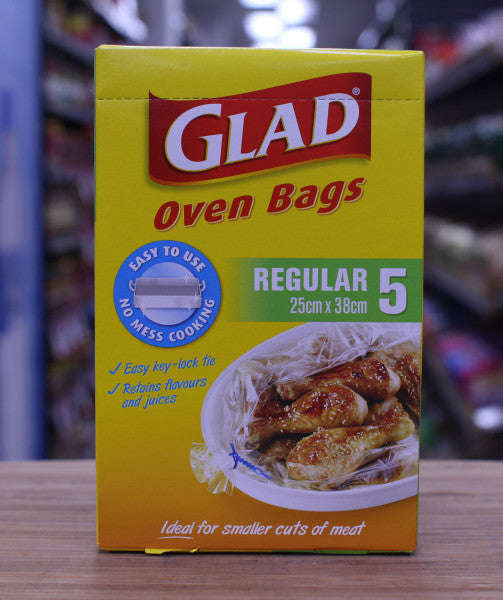 GLAD®
Oven Bags
EASY TO USE
NO MESS COOKING
REGULAR 5
25cm x 38cm
✓ Easy key-lock tie
✓ Retains flavours
and juices
Ideal for smaller cuts of meat